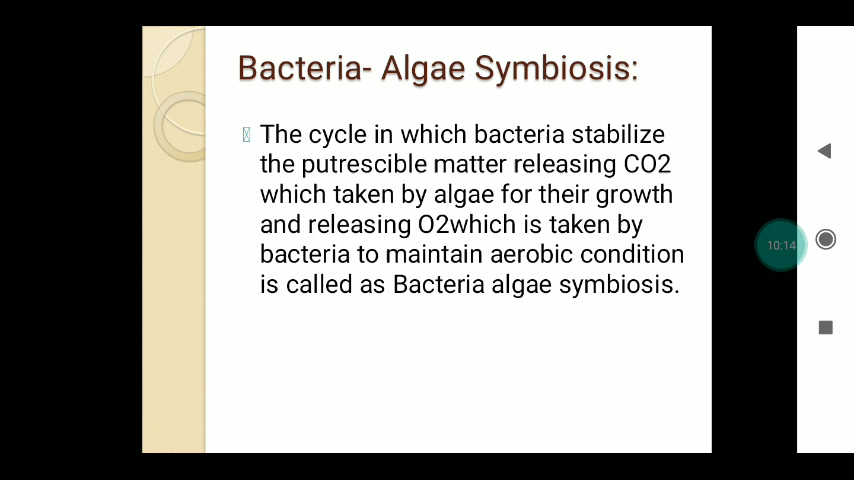 Bacteria- Algae Symbiosis:
The cycle in which bacteria stabilize
the putrescible matter releasing CO2
which taken by algae for their growth
and releasing O2which is taken by
bacteria to maintain aerobic condition
is called as Bacteria algae symbiosis.
10:14